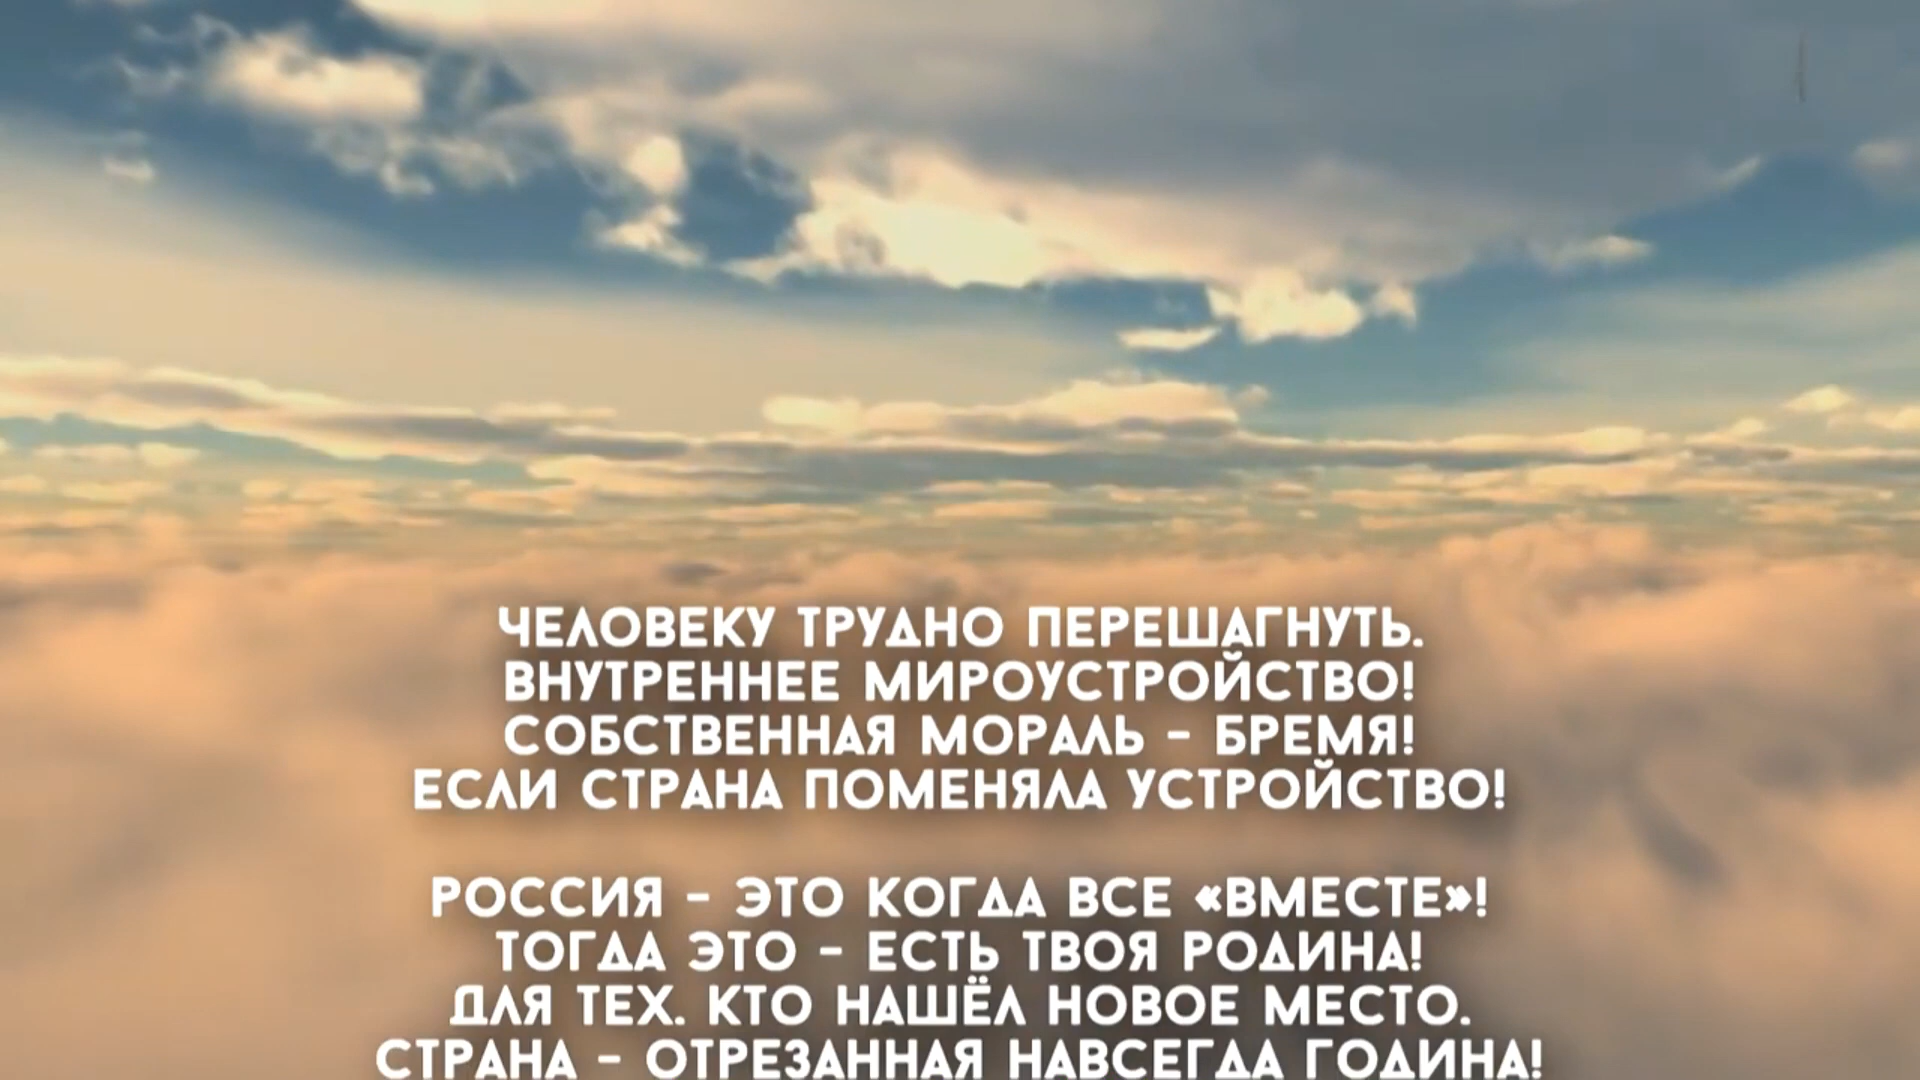 ЧЕЛОВЕКУ ТРУДНО ПЕРЕШАГНУТЬ.
ВНУТРЕННЕЕ МИРОУСТРОЙСТВО!
СОБСТВЕННАЯ МОРАЛЬ - БРЕМЯ!
ЕСЛИ СТРАНА ПОМЕНЯЛА УСТРОЙСТВО!
РОССИЯ - ЭТО КОГДА ВСЕ «ВМЕСТЕ»!
ТОГДА ЭТО - ЕСТЬ ТВОЯ РОДИНА!
ДЛЯ ТЕХ. КТО НАШЁЛ НОВОЕ МЕСТО.
СТРАНА - ОТРЕЗАННАЯ НАВСЕГДА ГОДИНА!